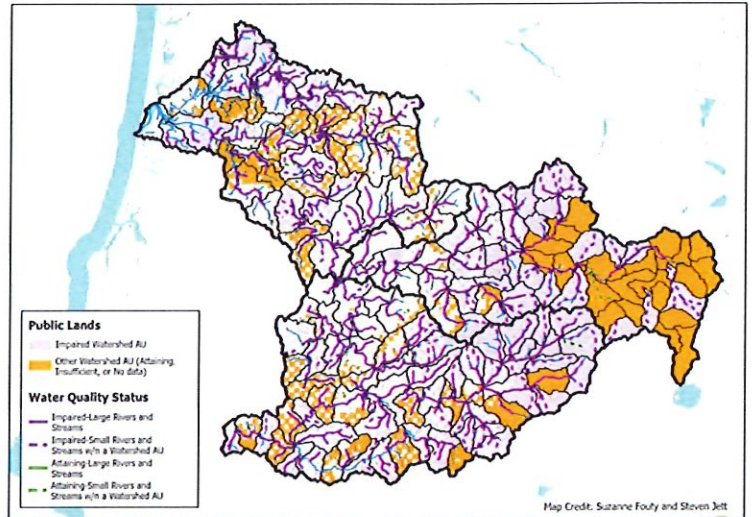 Public Lands
Impaired Watershed AU
Other Watershed AU (Attaining,
Insufficient, or No data)
Water Quality Status
Impaired-Large Rivers and
Streams
Impaired-Small Rivers and
Streams w/n a Watershed AU
Attaining-Large Rivers and
Streams
Attaining-Small Rivers and
Streams w/n a Watershed AU
Map Credit: Suzanne Fouty and Steven Jett